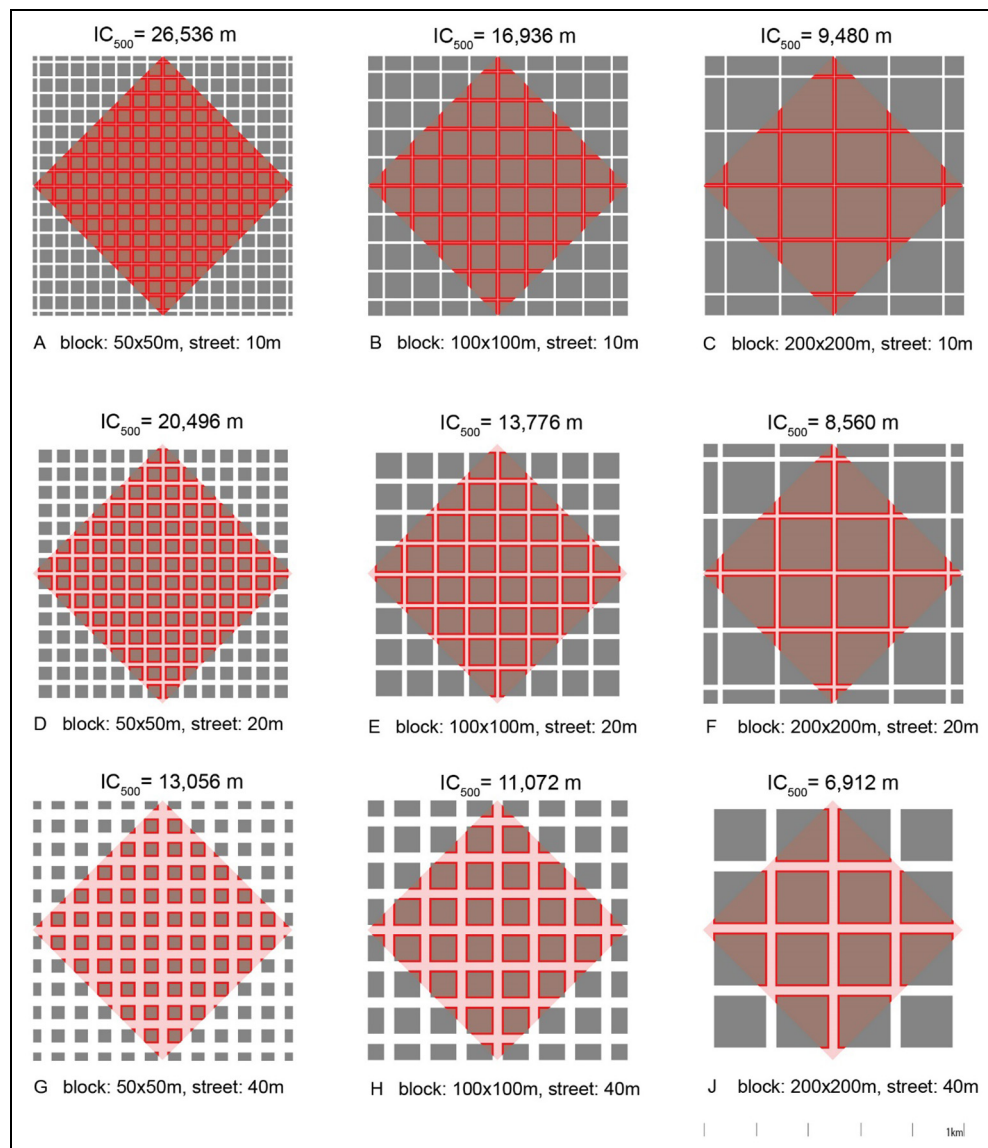 IC500= 26,536 m
IC500= 16,936 m
IC500= 9,480 m
A block: 50x50m, street: 10m
B block: 100x100m, street: 10m
C block: 200x200m, street: 10m
IC500= 20,496 m
IC500= 13,776 m
IC500= 8,560 m
D block: 50x50m, street: 20m
E block: 100x100m, street: 20m
F block: 200x200m, street: 20m
IC500= 13,056 m
IC500= 11,072 m
IC500= 6,912 m
G block: 50x50m, street: 40m
H block: 100x100m, street: 40m
J block: 200x200m, street: 40m
1km